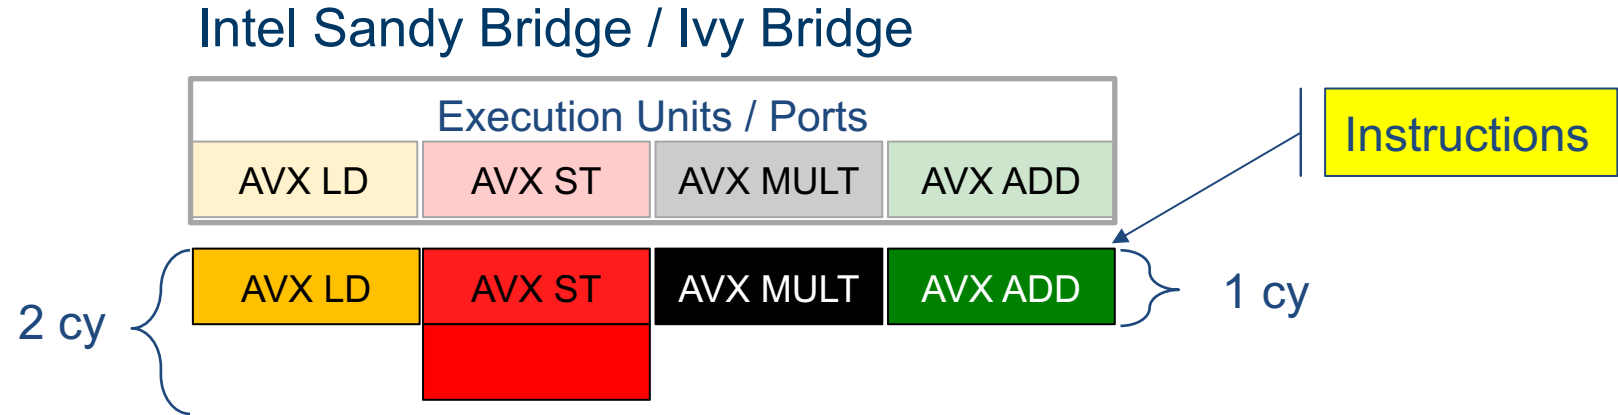 Intel Sandy Bridge / Ivy Bridge
Execution Units / Ports
Instructions
AVX LD AVX ST AVX MULT AVX ADD
AVX LD AVX ST AVX MULT AVX ADD
2 cy
1 cy